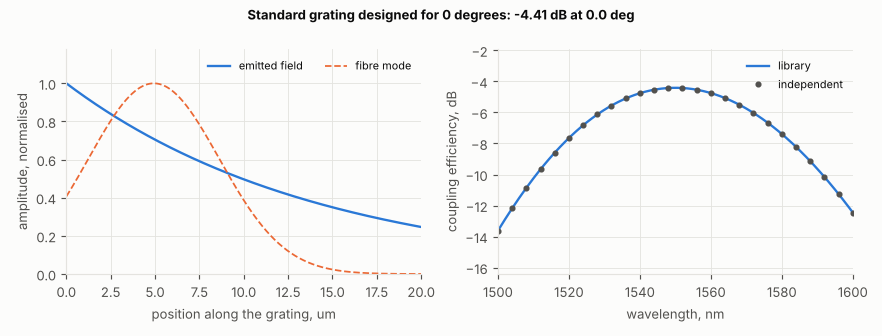 Standard grating designed for 0 degrees: -4.41 dB at 0.0 deg
emitted field
fibre mode
amplitude, normalised
1.0
0.8
0.6
0.4
0.2
0.0
0.0 2.5 5.0 7.5 10.0 12.5 15.0 17.5 20.0
position along the grating, um
library
independent
coupling efficiency, dB
−2
−4
−6
−8
−10
−12
−14
−16
1500 1520 1540 1560 1580 1600
wavelength, nm